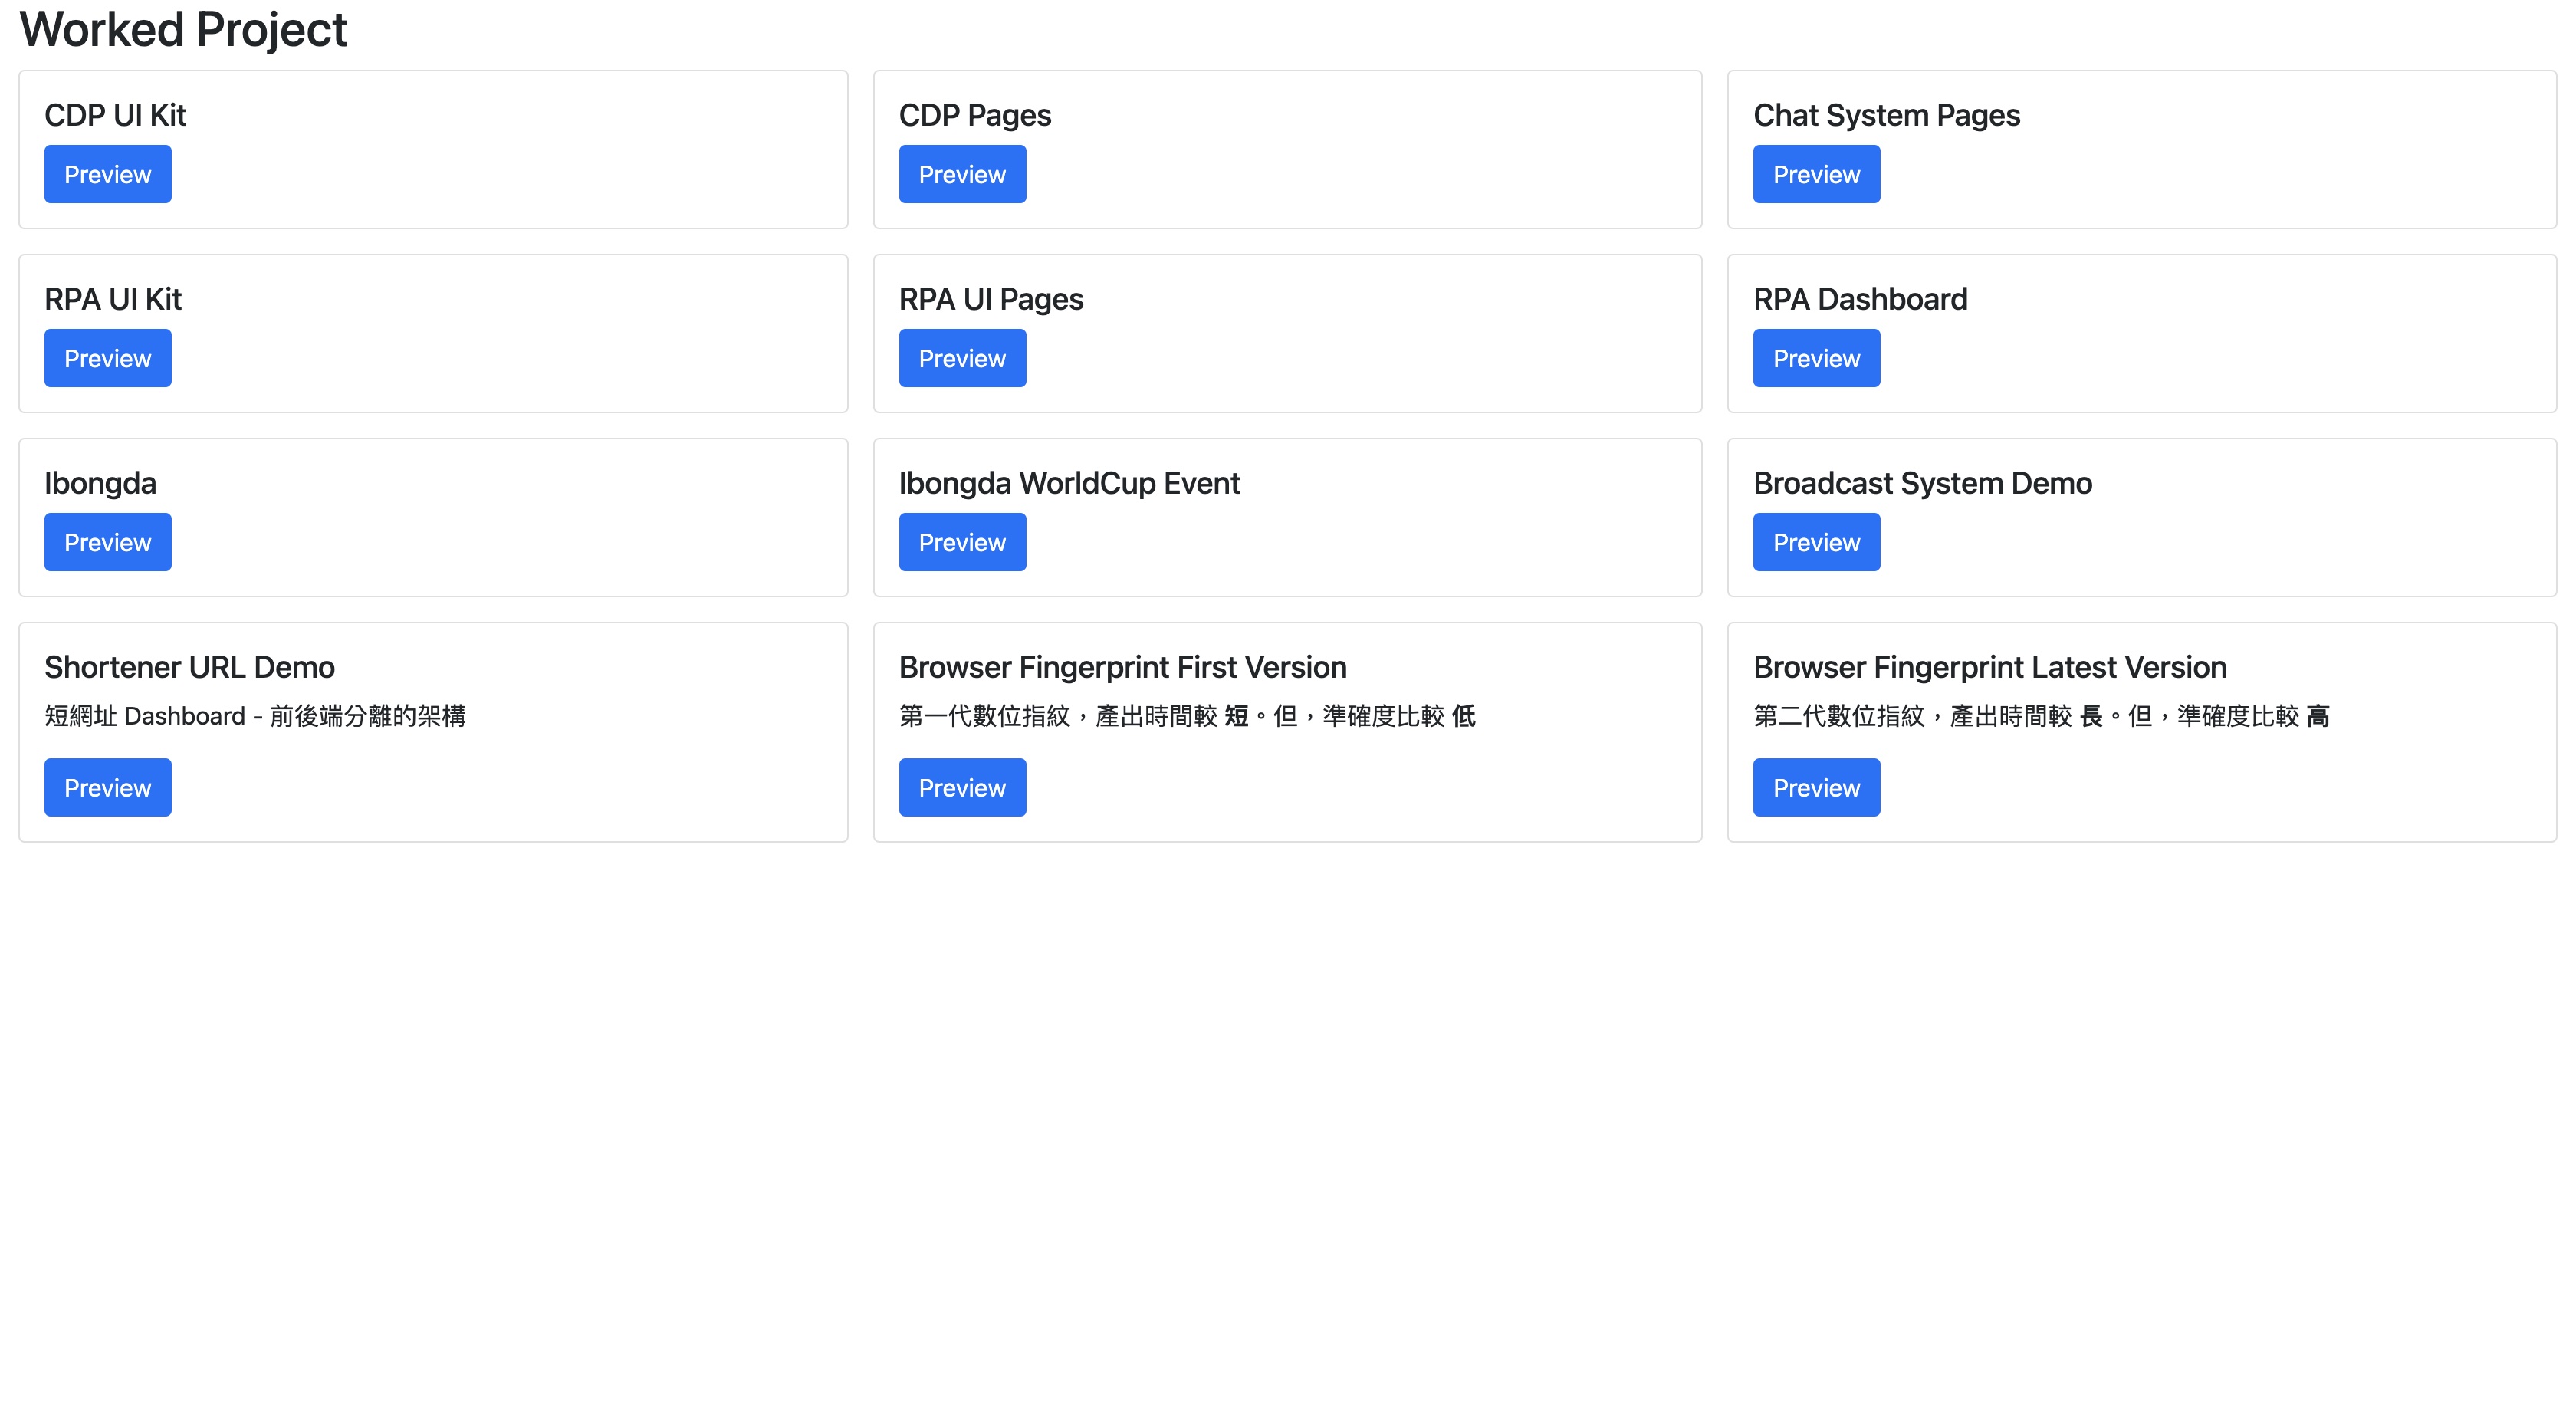 Worked Project
CDP UI Kit
Preview
CDP Pages
Preview
Chat System Pages
Preview
RPA UI Kit
Preview
RPA UI Pages
Preview
RPA Dashboard
Preview
Ibongda
Preview
Ibongda WorldCup Event
Preview
Broadcast System Demo
Preview
Shortener URL Demo
短網址 Dashboard - 前後端分離的架構
Preview
Browser Fingerprint First Version
第一代數位指紋，產出時間較 短。但，準確度比較 低
Preview
Browser Fingerprint Latest Version
第二代數位指紋，產出時間較 長。但，準確度比較 高
Preview